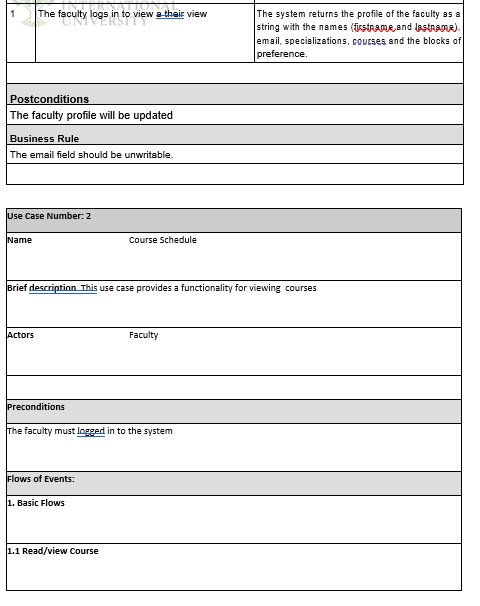 INTERNATIONAL
UNIVERSITY
1 The faculty logs in to view a their view
The system returns the profile of the faculty as a
string with the names (firstname and lastname),
email, specializations, courses and the blocks of
preference.
Postconditions
The faculty profile will be updated
Business Rule
The email field should be unwritable.
Use Case Number: 2
Name Course Schedule
Brief description This use case provides a functionality for viewing courses
Actors Faculty
Preconditions
The faculty must logged in to the system
Flows of Events:
1. Basic Flows
1.1 Read/view Course